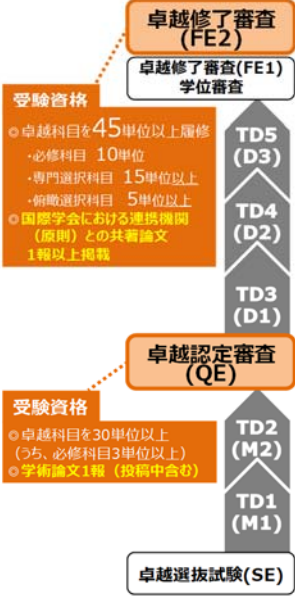 卓越修了審査
(FE2)
卓越修了審査(FE1)
学位審査
受験資格
◎卓越科目を45単位以上履修
・必修科目 10単位
・専門選択科目 15単位以上
・俯瞰選択科目 5単位以上
◎国際学会における連携機関
（原則）との共著論文
1報以上掲載
TD5
(D3)
TD4
(D2)
TD3
(D1)
卓越認定審査
(QE)
受験資格
◎卓越科目を30単位以上
（うち、必修科目3単位以上）
◎学術論文1報（投稿中含む）
TD2
(M2)
TD1
(M1)
卓越選抜試験(SE)